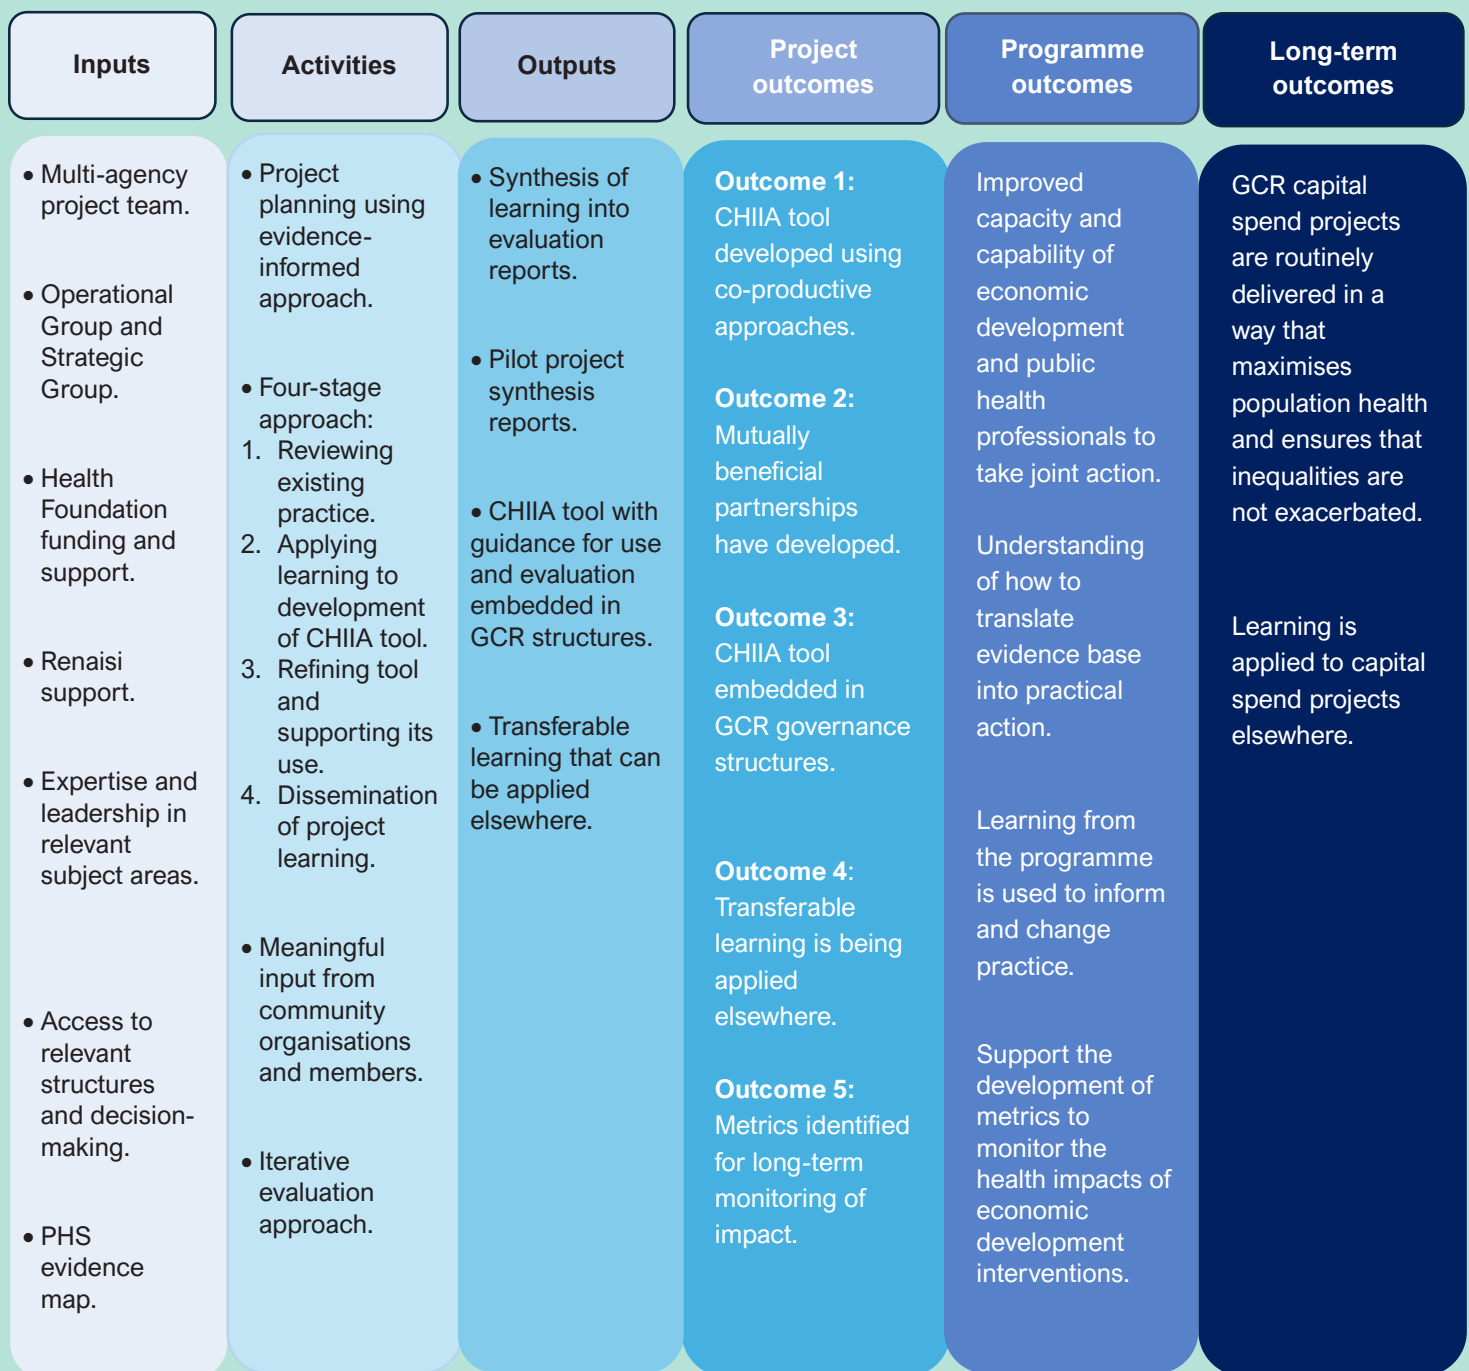 Inputs
Activities
Outputs
Project
outcomes
Programme
outcomes
Long-term
outcomes
• Multi-agency
project team.
• Operational
Group and
Strategic
Group.
• Health
Foundation
funding and
support.
• Renaisi
support.
• Expertise and
leadership in
relevant
subject areas.
• Access to
relevant
structures
and decision-
making.
• PHS
evidence
map.
• Project
planning using
evidence-
informed
approach.
• Four-stage
approach:
1. Reviewing
existing
practice.
2. Applying
learning to
development
of CHIIA tool.
3. Refining tool
and
supporting its
use.
4. Dissemination
of project
learning.
• Meaningful
input from
community
organisations
and members.
• Iterative
evaluation
approach.
• Synthesis of
learning into
evaluation
reports.
• Pilot project
synthesis
reports.
• CHIIA tool with
guidance for use
and evaluation
embedded in
GCR structures.
• Transferable
learning that can
be applied
elsewhere.
Outcome 1:
CHIIA tool
developed using
co-productive
approaches.
Outcome 2:
Mutually
beneficial
partnerships
have developed.
Outcome 3:
CHIIA tool
embedded in
GCR governance
structures.
Outcome 4:
Transferable
learning is being
applied
elsewhere.
Outcome 5:
Metrics identified
for long-term
monitoring of
impact.
Improved
capacity and
capability of
economic
development
and public
health
professionals to
take joint action.
Understanding
of how to
translate
evidence base
into practical
action.
Learning from
the programme
is used to inform
and change
practice.
Support the
development of
metrics to
monitor the
health impacts of
economic
development
interventions.
GCR capital
spend projects
are routinely
delivered in a
way that
maximises
population health
and ensures that
inequalities are
not exacerbated.
Learning is
applied to capital
spend projects
elsewhere.